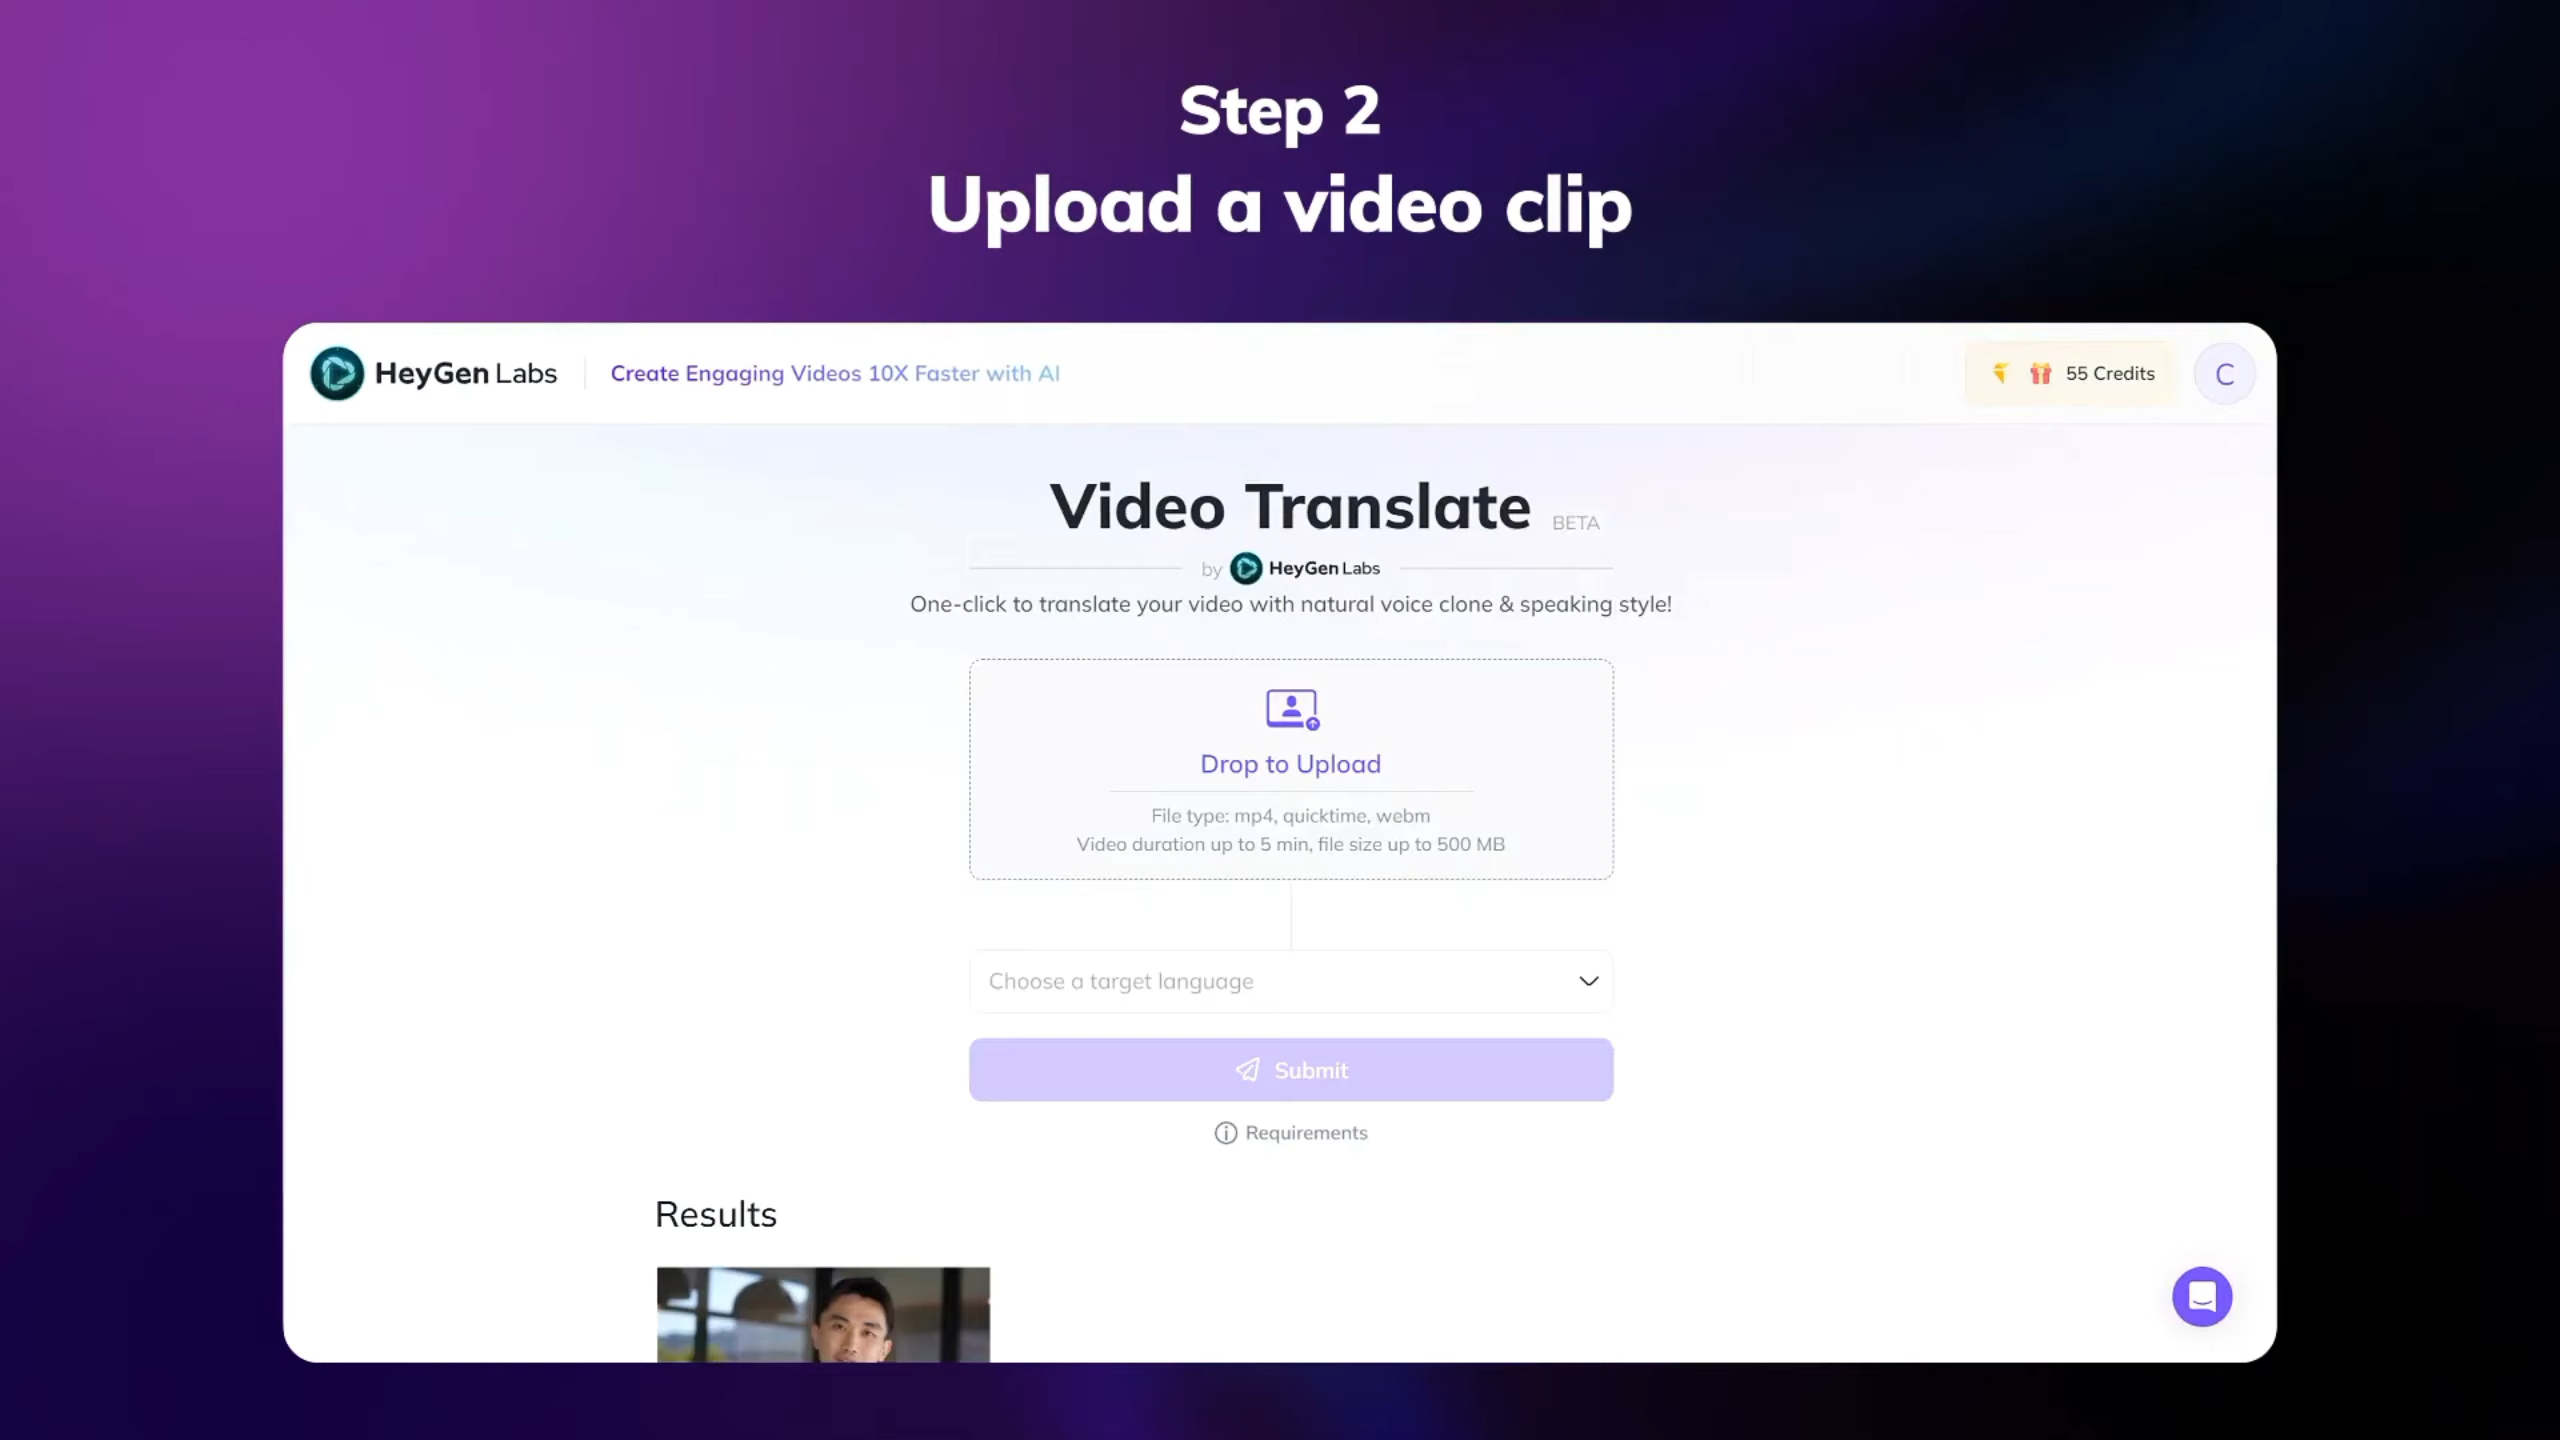 Step 2
Upload a video clip
HeyGen Labs
Create Engaging Videos 10X Faster with AI
55 Credits
C
Video Translate BETA
by HeyGen Labs
One-click to translate your video with natural voice clone & speaking style!
Drop to Upload
File type: mp4, quicktime, webm
Video duration up to 5 min, file size up to 500 MB
Choose a target language
Submit
Requirements
Results